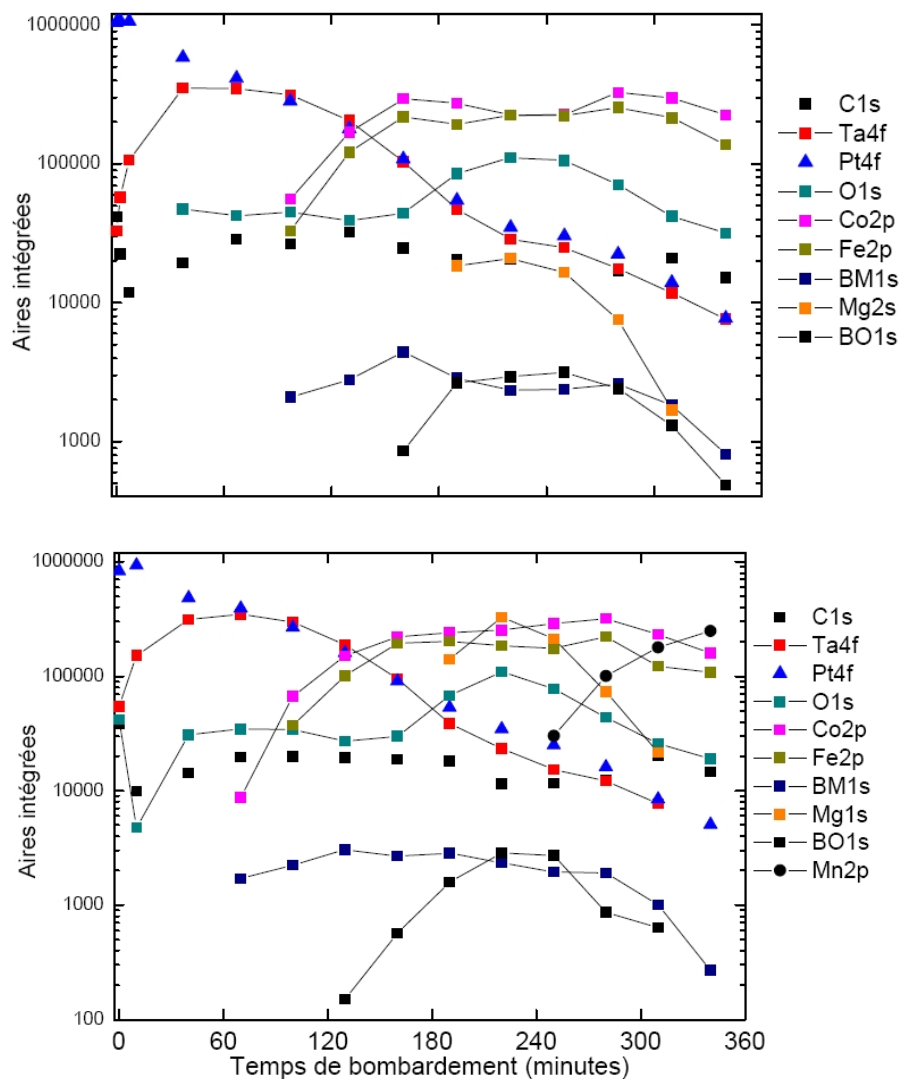 1000000
100000
10000
1000
Aires intégrées
C1s
Ta4f
Pt4f
O1s
Co2p
Fe2p
BM1s
Mg2s
BO1s
1000000
100000
10000
1000
100
Aires intégrées
0 60 120 180 240 300 360
Temps de bombardement (minutes)
C1s
Ta4f
Pt4f
O1s
Co2p
Fe2p
BM1s
Mg1s
BO1s
Mn2p